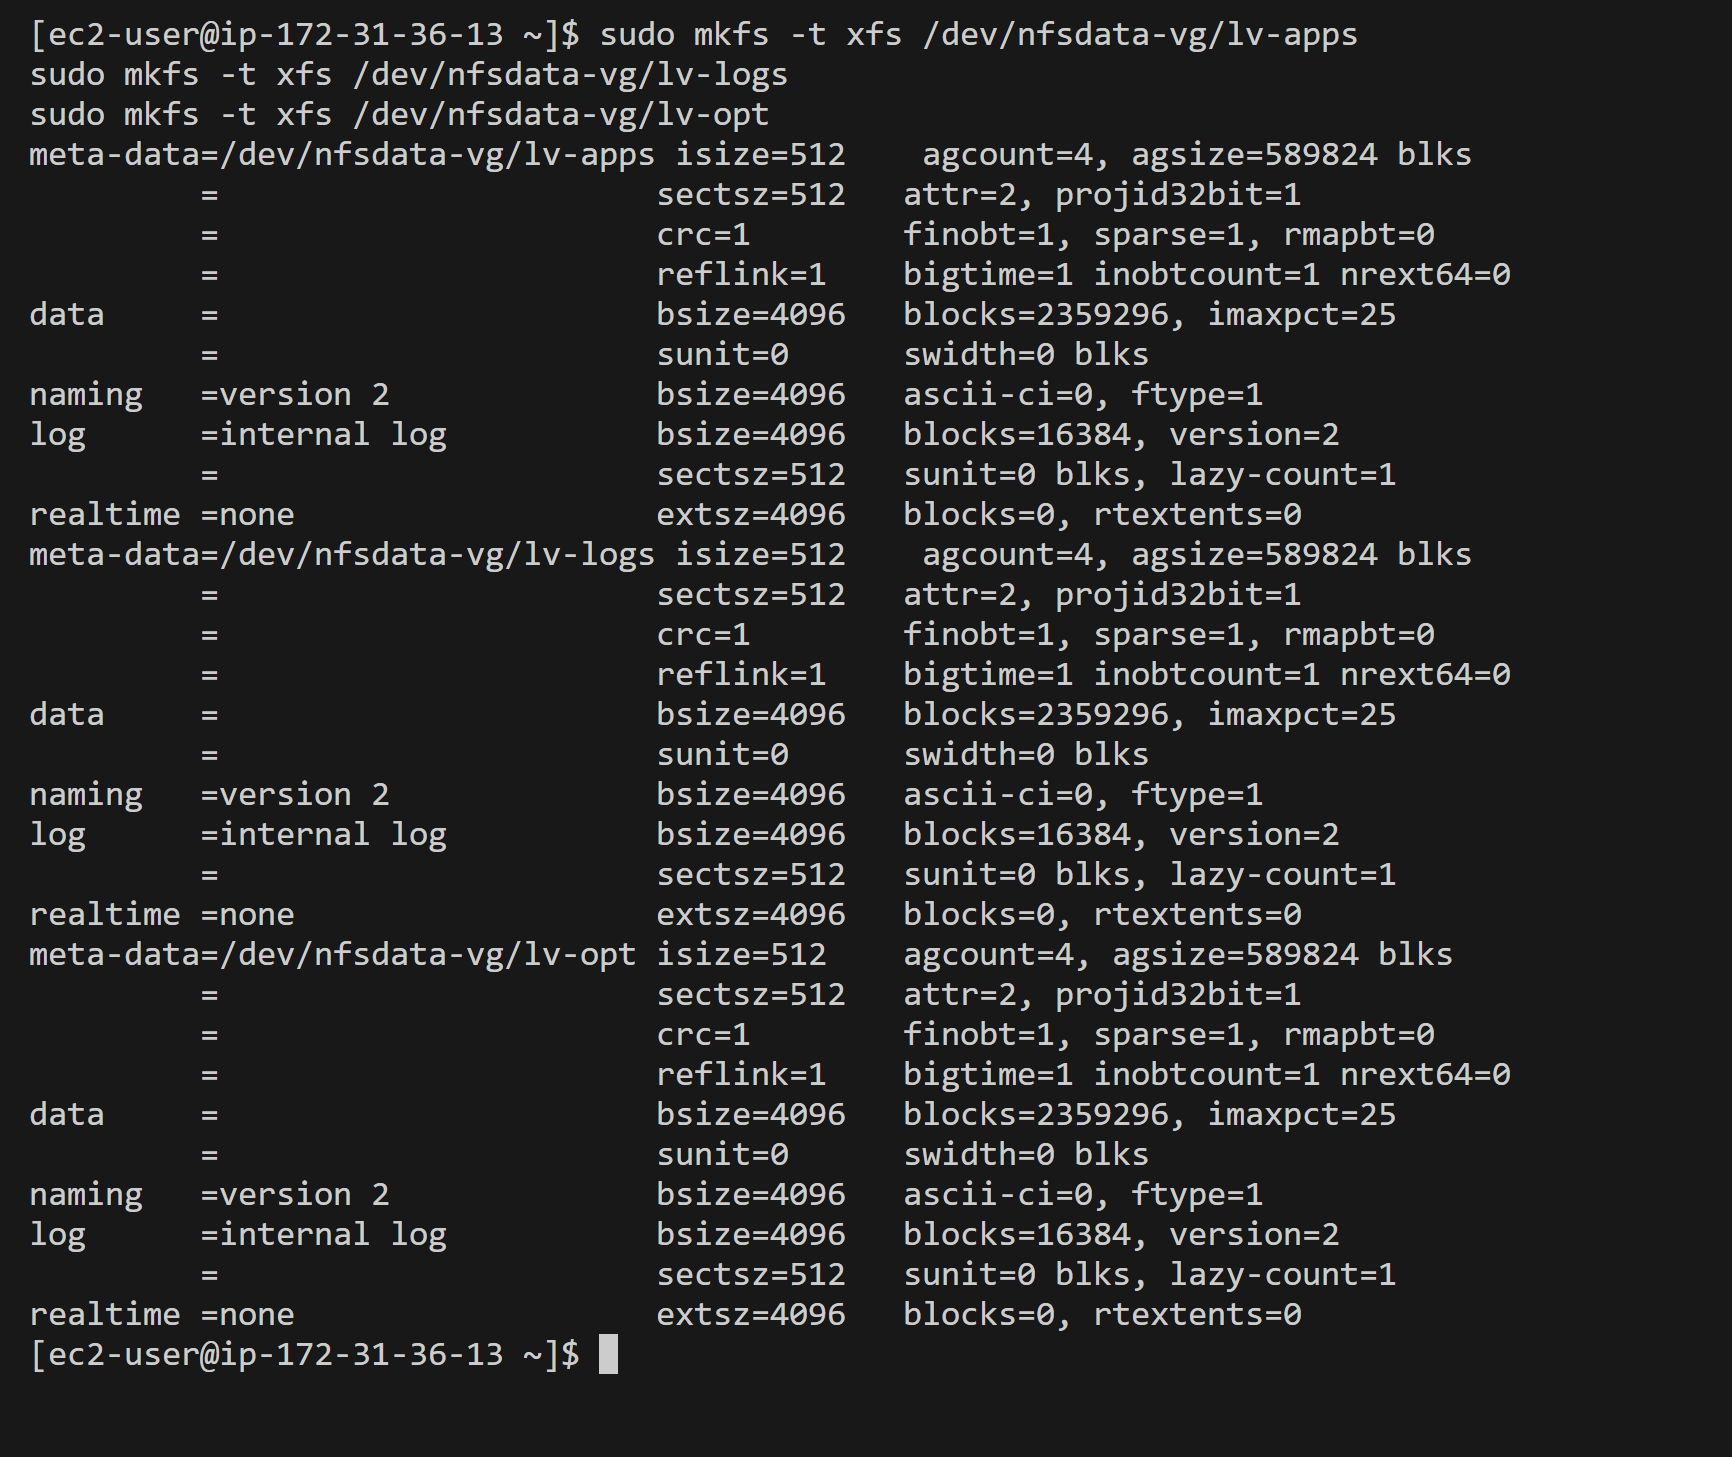 [ec2-user@ip-172-31-36-13 ~]$ sudo mkfs -t xfs /dev/nfsdata-vg/lv-apps
sudo mkfs -t xfs /dev/nfsdata-vg/lv-logs
sudo mkfs -t xfs /dev/nfsdata-vg/lv-opt
meta-data=/dev/nfsdata-vg/lv-apps isize=512    agcount=4, agsize=589824 blks
         =                       sectsz=512   attr=2, projid32bit=1
         =                       crc=1        finobt=1, sparse=1, rmapbt=0
         =                       reflink=1    bigtime=1 inobtcount=1 nrext64=0
data     =                       bsize=4096   blocks=2359296, imaxpct=25
         =                       sunit=0      swidth=0 blks
naming   =version 2              bsize=4096   ascii-ci=0, ftype=1
log      =internal log           bsize=4096   blocks=16384, version=2
         =                       sectsz=512   sunit=0 blks, lazy-count=1
realtime =none                   extsz=4096   blocks=0, rtextents=0
meta-data=/dev/nfsdata-vg/lv-logs isize=512    agcount=4, agsize=589824 blks
         =                       sectsz=512   attr=2, projid32bit=1
         =                       crc=1        finobt=1, sparse=1, rmapbt=0
         =                       reflink=1    bigtime=1 inobtcount=1 nrext64=0
data     =                       bsize=4096   blocks=2359296, imaxpct=25
         =                       sunit=0      swidth=0 blks
naming   =version 2              bsize=4096   ascii-ci=0, ftype=1
log      =internal log           bsize=4096   blocks=16384, version=2
         =                       sectsz=512   sunit=0 blks, lazy-count=1
realtime =none                   extsz=4096   blocks=0, rtextents=0
meta-data=/dev/nfsdata-vg/lv-opt isize=512    agcount=4, agsize=589824 blks
         =                       sectsz=512   attr=2, projid32bit=1
         =                       crc=1        finobt=1, sparse=1, rmapbt=0
         =                       reflink=1    bigtime=1 inobtcount=1 nrext64=0
data     =                       bsize=4096   blocks=2359296, imaxpct=25
         =                       sunit=0      swidth=0 blks
naming   =version 2              bsize=4096   ascii-ci=0, ftype=1
log      =internal log           bsize=4096   blocks=16384, version=2
         =                       sectsz=512   sunit=0 blks, lazy-count=1
realtime =none                   extsz=4096   blocks=0, rtextents=0
[ec2-user@ip-172-31-36-13 ~]$